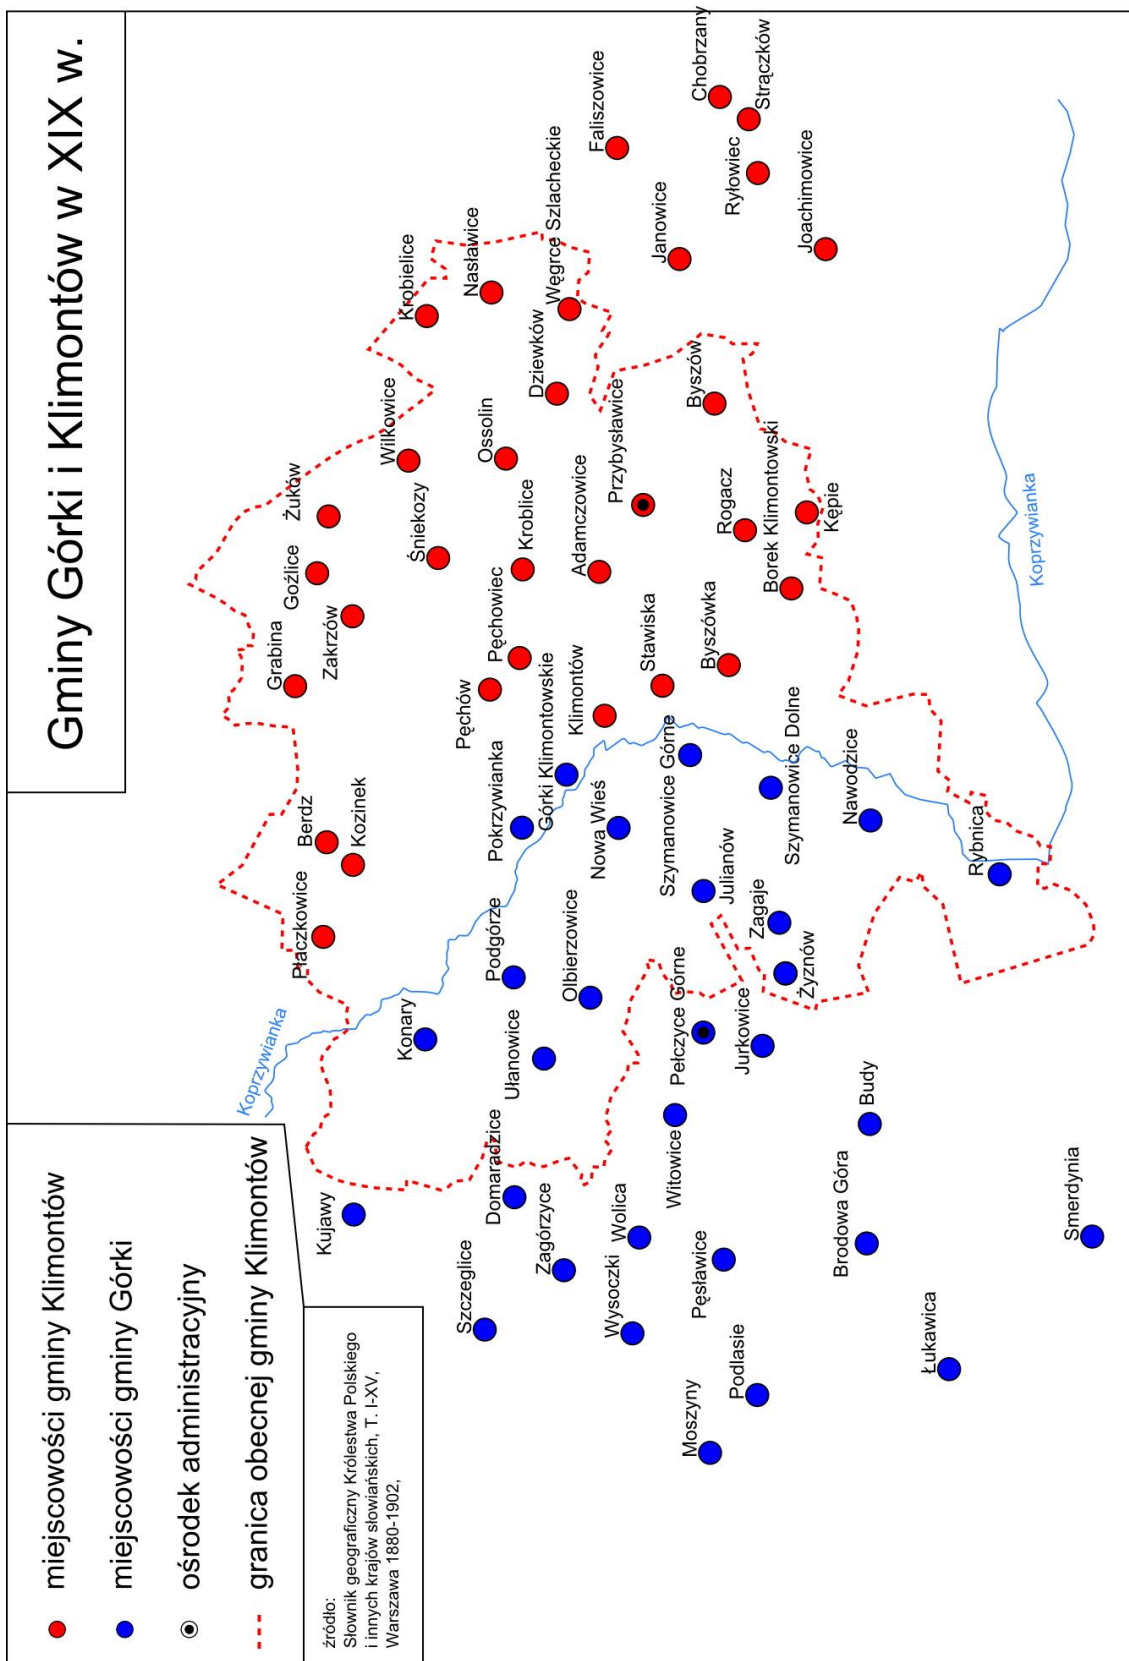 Gminy Górki i Klimontów w XIX w.
miejscowości gminy Klimontów
miejscowości gminy Górki
ośrodek administracyjny
granica obecnej gminy Klimontów
źródło:
Słownik geograficzny Królestwa Polskiego
i innych krajów słowiańskich, T. I-XV,
Warszawa 1880-1902,
Koprzywianka
Kujawy
Płaczkowice
Berdz
Kozinek
Grabina
Goźlice
Żuków
Zakrzów
Konary
Śniekozy
Wilkowice
Krobielice
Szczeglice
Domaradzice
Podgórze
Pokrzywianka
Pęchów
Pęchowiec
Kroblice
Ossolin
Nasławice
Zagórzyce
Ułanowice
Górki Klimontowskie
Dziewków
Węgrce Szlacheckie
Olbierzowice
Nowa Wieś
Klimontów
Adamczowice
Faliszowice
Wysoczki
Wolica
Witowice
Stawiska
Przybysławice
Janowice
Moszyny
Pęsławice
Pełczyce Górne
Julianów
Szymanowice Górne
Byszówka
Rogacz
Byszów
Chobrzany
Strączków
Ryłowiec
Podlasie
Jurkowice
Żyznów
Zagaje
Szymanowice Dolne
Borek Klimontowski
Kępie
Joachimowice
Brodowa Góra
Budy
Nawodzice
Łukawica
Rybnica
Koprzywianka
Smerdynia